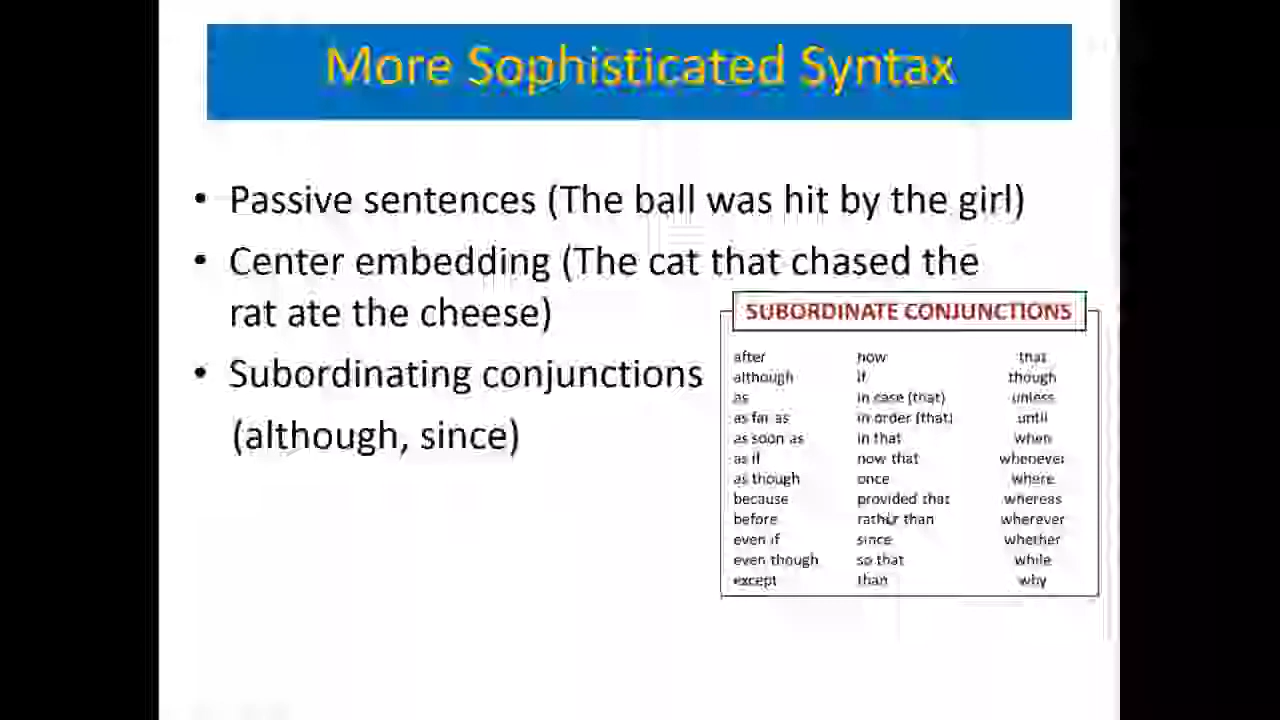 More Sophisticated Syntax
• Passive sentences (The ball was hit by the girl)
• Center embedding (The cat that chased the
rat ate the cheese)
• Subordinating conjunctions
(although, since)
SUBORDINATE CONJUNCTIONS
after how that
although if though
as in case (that) unless
as far as in order (that) until
as soon as in that when
as if now that whenever
as though once where
because provided that whereas
before rather than wherever
even if since whether
even though so that while
except than why